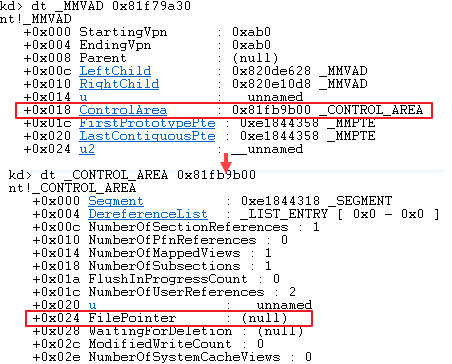 kd> dt _MMVAD 0x81f79a30
nt!_MMVAD
+0x000 StartingVpn : 0xab0
+0x004 EndingVpn : 0xab0
+0x008 Parent : (null)
+0x00c LeftChild : 0x820de628 _MMVAD
+0x010 RightChild : 0x820e10d8 _MMVAD
+0x014 u : __unnamed
+0x018 ControlArea : 0x81fb9b00 _CONTROL_AREA
+0x01c FirstPrototypePte : 0xe1844358 _MMPTE
+0x020 LastContiguousPte : 0xe1844358 _MMPTE
+0x024 u2 : __unnamed
kd> dt _CONTROL_AREA 0x81fb9b00
nt!_CONTROL_AREA
+0x000 Segment : 0xe1844318 _SEGMENT
+0x004 DereferenceList : _LIST_ENTRY [ 0x0 - 0x0 ]
+0x00c NumberOfSectionReferences : 1
+0x010 NumberOfPfnReferences : 0
+0x014 NumberOfMappedViews : 1
+0x018 NumberOfSubsections : 1
+0x01a FlushInProgressCount : 0
+0x01c NumberOfUserReferences : 2
+0x020 u : __unnamed
+0x024 FilePointer : (null)
+0x028 WaitingForDeletion : (null)
+0x02c ModifiedWriteCount : 0
+0x02e NumberOfSystemCacheViews : 0